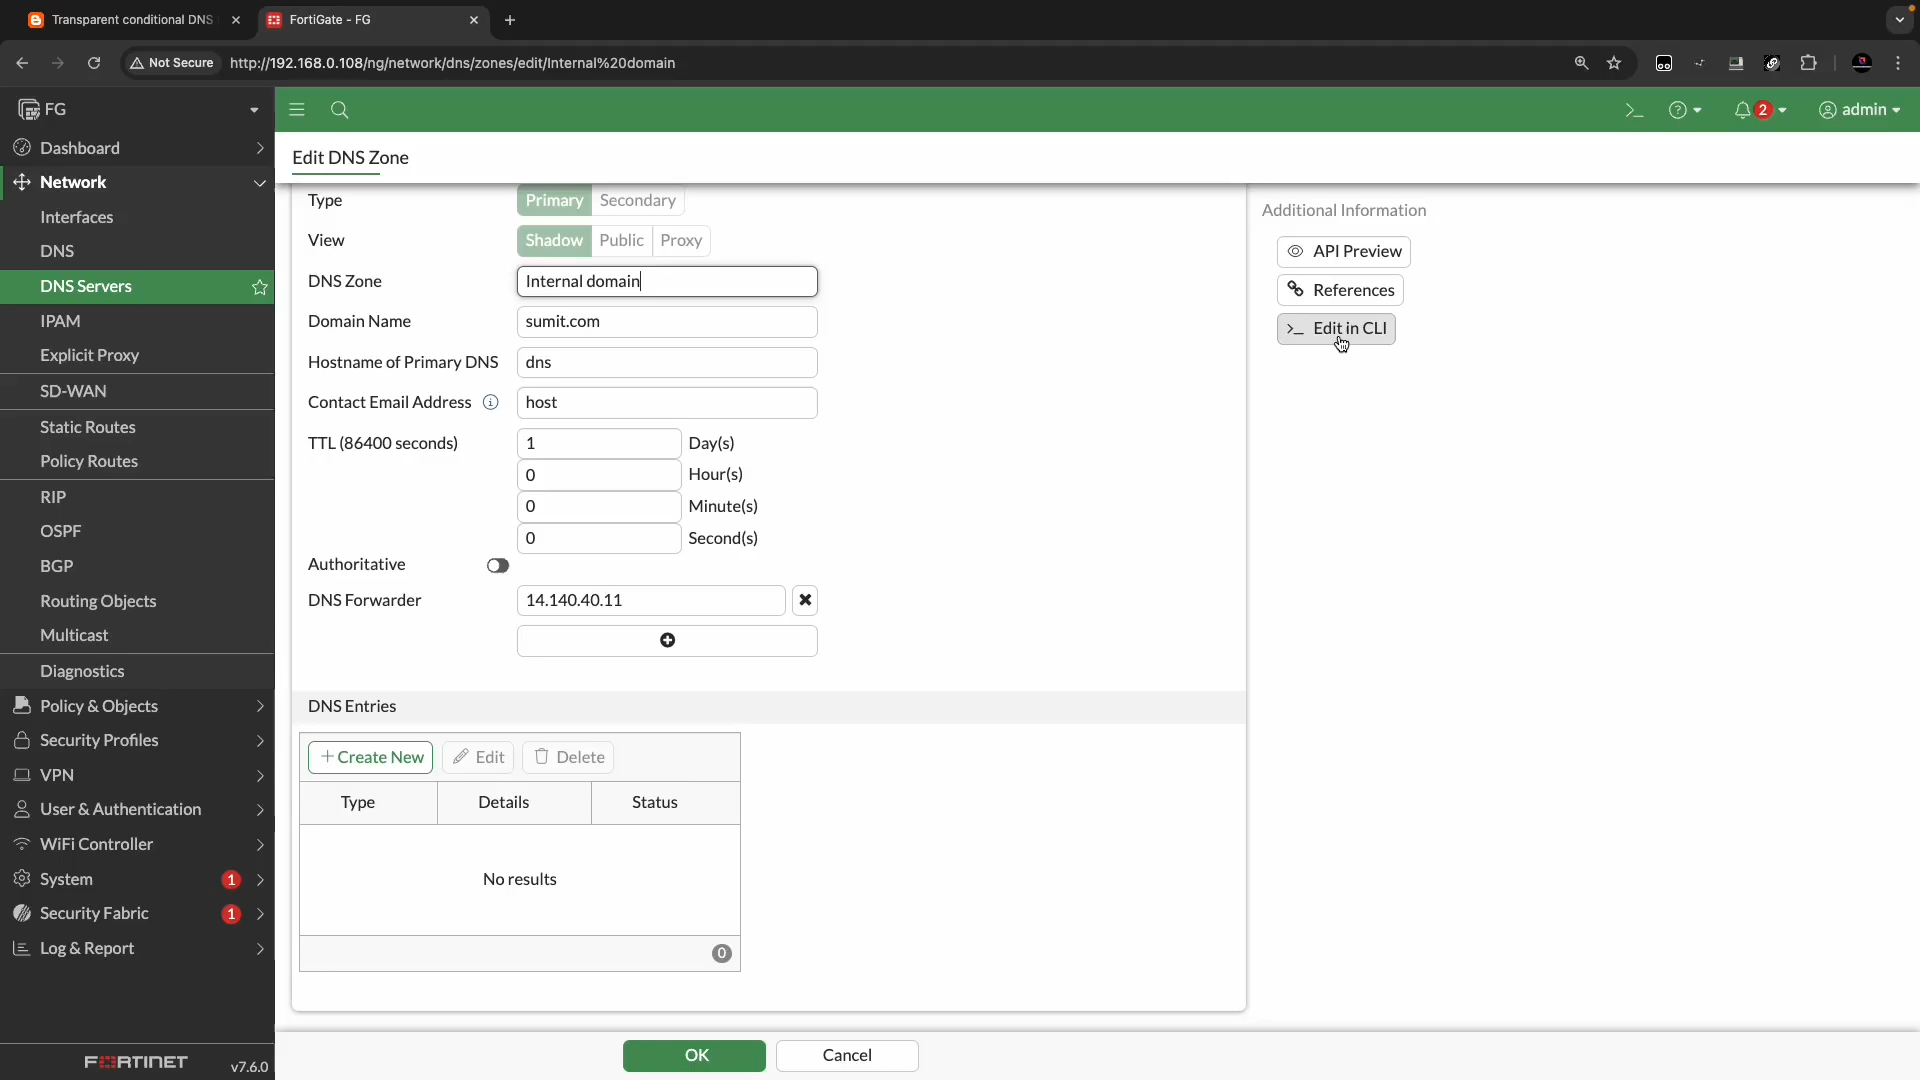 Transparent conditional DNS
FortiGate - FG
Not Secure
http://192.168.0.108/ng/network/dns/zones/edit/Internal%20domain
FG
2
admin
Dashboard
Network
Interfaces
DNS
DNS Servers
IPAM
Explicit Proxy
SD-WAN
Static Routes
Policy Routes
RIP
OSPF
BGP
Routing Objects
Multicast
Diagnostics
Policy & Objects
Security Profiles
VPN
User & Authentication
WiFi Controller
System 1
Security Fabric 1
Log & Report
FORTINET v7.6.0
Edit DNS Zone
Type Primary Secondary
View Shadow Public Proxy
DNS Zone Internal domain
Domain Name sumit.com
Hostname of Primary DNS dns
Contact Email Address host
TTL (86400 seconds) 1 Day(s)
0 Hour(s)
0 Minute(s)
0 Second(s)
Authoritative
DNS Forwarder 14.140.40.11
DNS Entries
Create New Edit Delete
Type Details Status
No results
0
OK Cancel
Additional Information
API Preview
References
>_ Edit in CLI